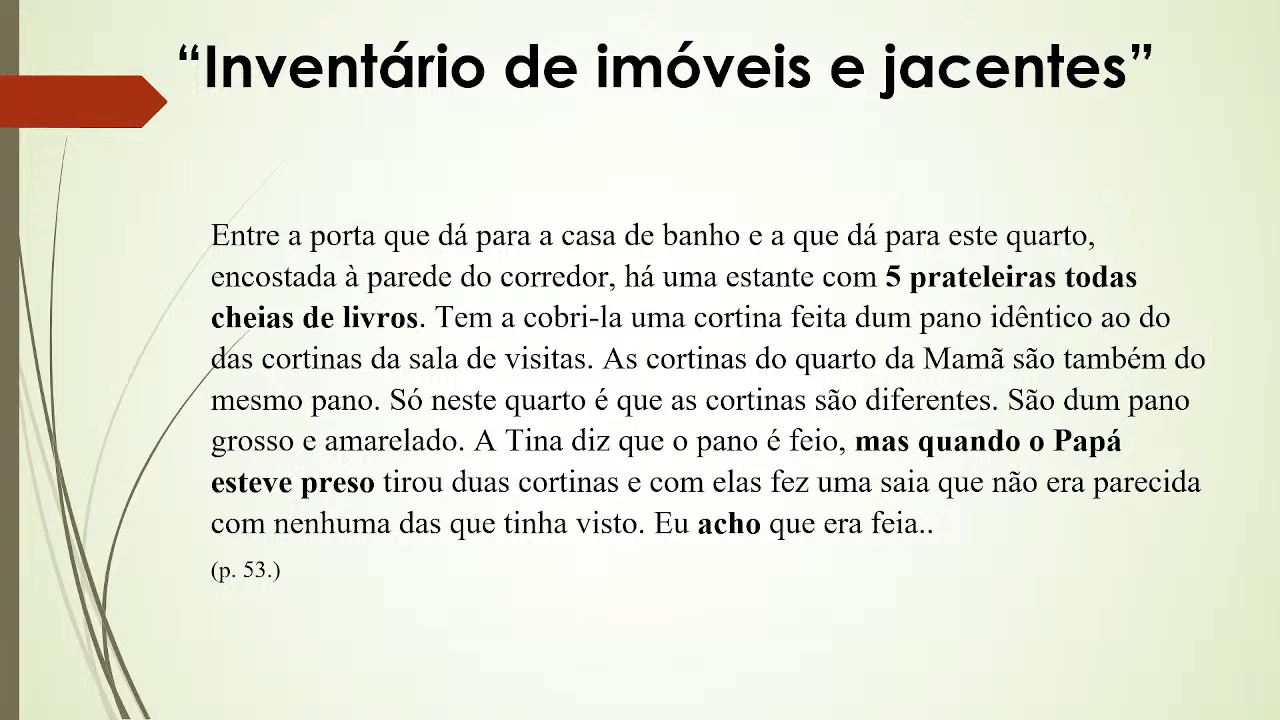 “Inventário de imóveis e jacentes”
Entre a porta que dá para a casa de banho e a que dá para este quarto,
encostada à parede do corredor, há uma estante com 5 prateleiras todas
cheias de livros. Tem a cobri-la uma cortina feita dum pano idêntico ao do
das cortinas da sala de visitas. As cortinas do quarto da Mamã são também do
mesmo pano. Só neste quarto é que as cortinas são diferentes. São dum pano
grosso e amarelado. A Tina diz que o pano é feio, mas quando o Papá
esteve preso tirou duas cortinas e com elas fez uma saia que não era parecida
com nenhuma das que tinha visto. Eu acho que era feia..
(p. 53.)